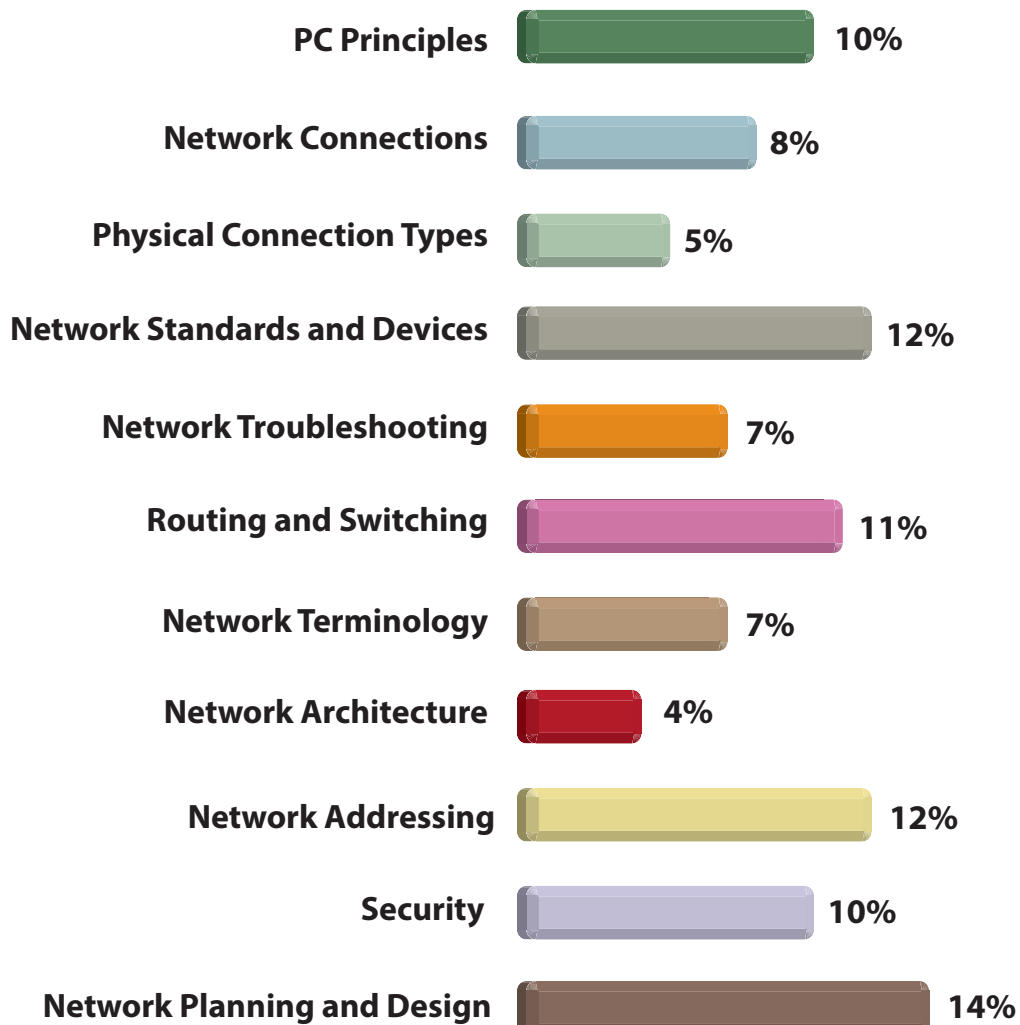 PC Principles 10%
Network Connections 8%
Physical Connection Types 5%
Network Standards and Devices 12%
Network Troubleshooting 7%
Routing and Switching 11%
Network Terminology 7%
Network Architecture 4%
Network Addressing 12%
Security 10%
Network Planning and Design 14%